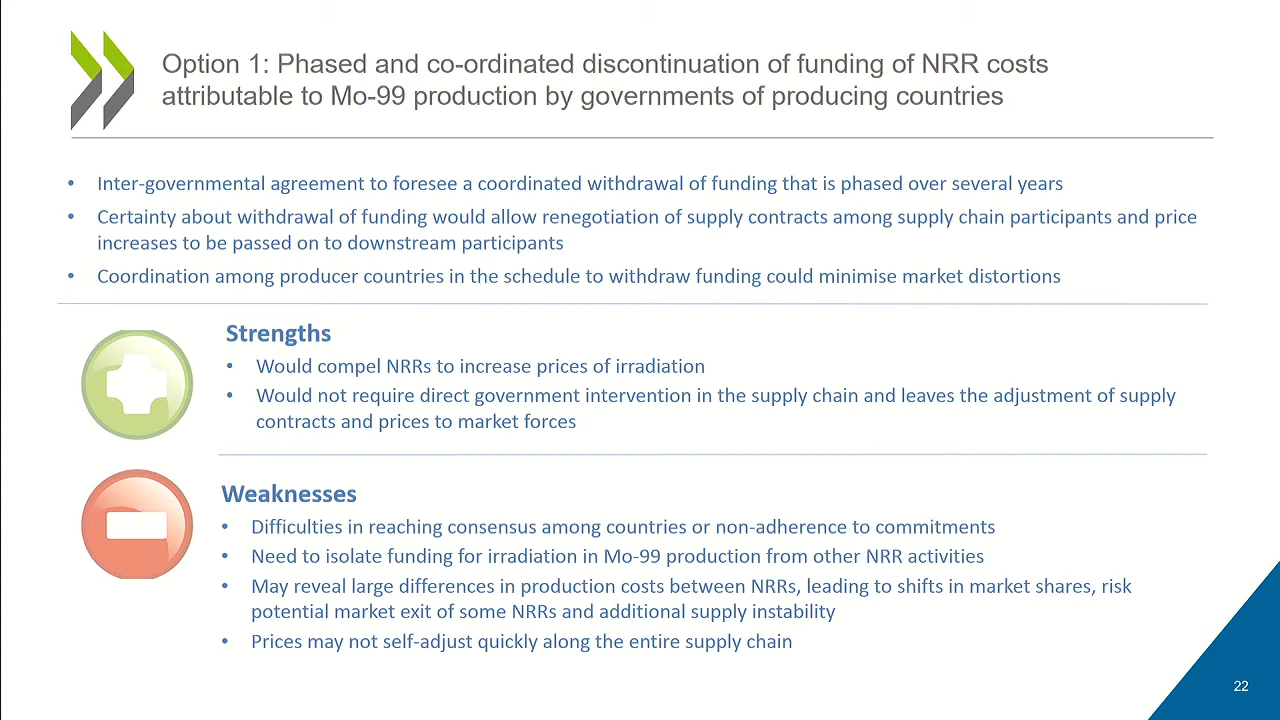 Option 1: Phased and co-ordinated discontinuation of funding of NRR costs
attributable to Mo-99 production by governments of producing countries
• Inter-governmental agreement to foresee a coordinated withdrawal of funding that is phased over several years
• Certainty about withdrawal of funding would allow renegotiation of supply contracts among supply chain participants and price
increases to be passed on to downstream participants
• Coordination among producer countries in the schedule to withdraw funding could minimise market distortions
Strengths
• Would compel NRRs to increase prices of irradiation
• Would not require direct government intervention in the supply chain and leaves the adjustment of supply
contracts and prices to market forces
Weaknesses
• Difficulties in reaching consensus among countries or non-adherence to commitments
• Need to isolate funding for irradiation in Mo-99 production from other NRR activities
• May reveal large differences in production costs between NRRs, leading to shifts in market shares, risk
potential market exit of some NRRs and additional supply instability
• Prices may not self-adjust quickly along the entire supply chain
22